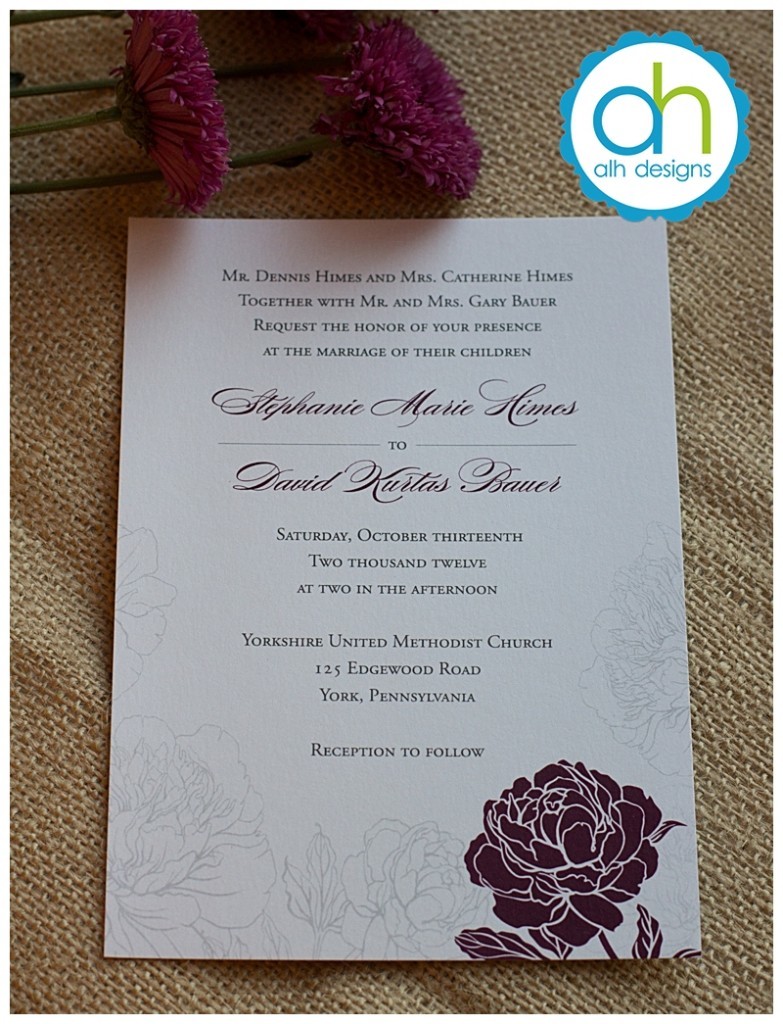 ah
alh designs
Mr. Dennis Himes and Mrs. Catherine Himes
Together with Mr. and Mrs. Gary Bauer
Request the honor of your presence
at the marriage of their children
Stephanie Marie Himes
to
David Kurtas Bauer
Saturday, October thirteenth
Two thousand twelve
at two in the afternoon
Yorkshire United Methodist Church
125 Edgewood Road
York, Pennsylvania
Reception to follow